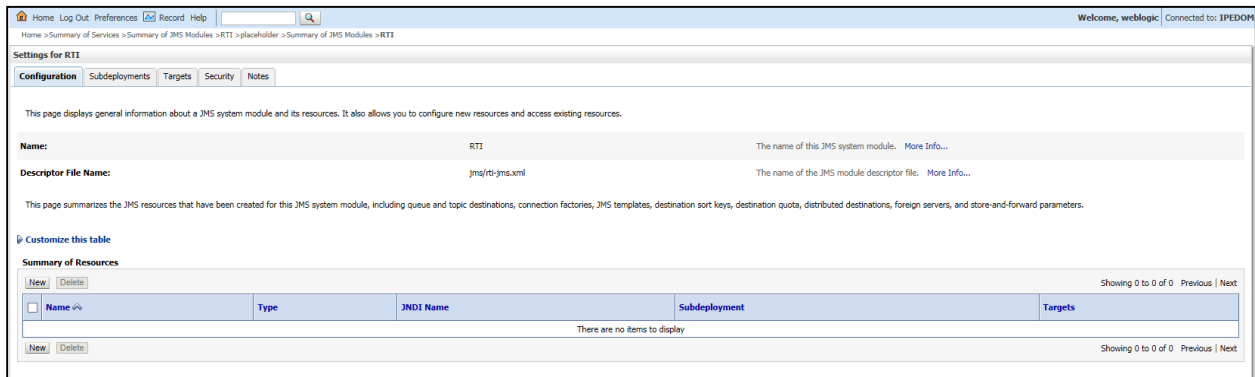 Home Log Out Preferences Record Help Welcome, weblogic Connected to: IPEDOM
Home >Summary of Services >Summary of JMS Modules >RTI >placeholder >Summary of JMS Modules >RTI
Settings for RTI
Configuration Subdeployments Targets Security Notes
This page displays general information about a JMS system module and its resources. It also allows you to configure new resources and access existing resources.
Name: RTI The name of this JMS system module. More Info...
Descriptor File Name: jms/rti-jms.xml The name of the JMS module descriptor file. More Info...
This page summarizes the JMS resources that have been created for this JMS system module, including queue and topic destinations, connection factories, JMS templates, destination sort keys, destination quota, distributed destinations, foreign servers, and store-and-forward parameters.
Customize this table
Summary of Resources
New Delete Showing 0 to 0 of 0 Previous | Next
Name Type JNDI Name Subdeployment Targets
There are no items to display
New Delete Showing 0 to 0 of 0 Previous | Next